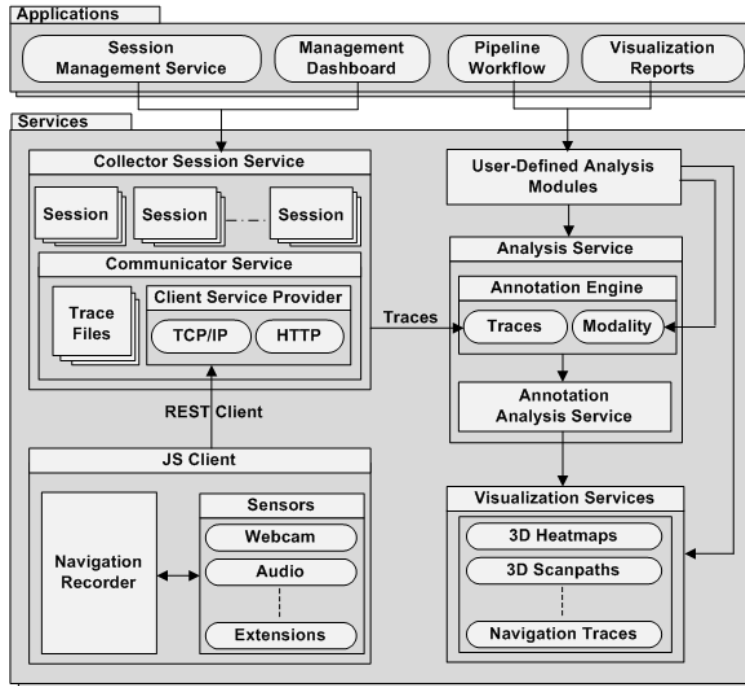 Applications
Session
Management Service
Management
Dashboard
Pipeline
Workflow
Visualization
Reports
Services
Collector Session Service
Session
Session
Session
Communicator Service
Trace
Files
Client Service Provider
TCP/IP
HTTP
Traces
REST Client
JS Client
Navigation
Recorder
Sensors
Webcam
Audio
Extensions
User-Defined Analysis
Modules
Analysis Service
Annotation Engine
Traces
Modality
Annotation
Analysis Service
Visualization Services
3D Heatmaps
3D Scanpaths
Navigation Traces